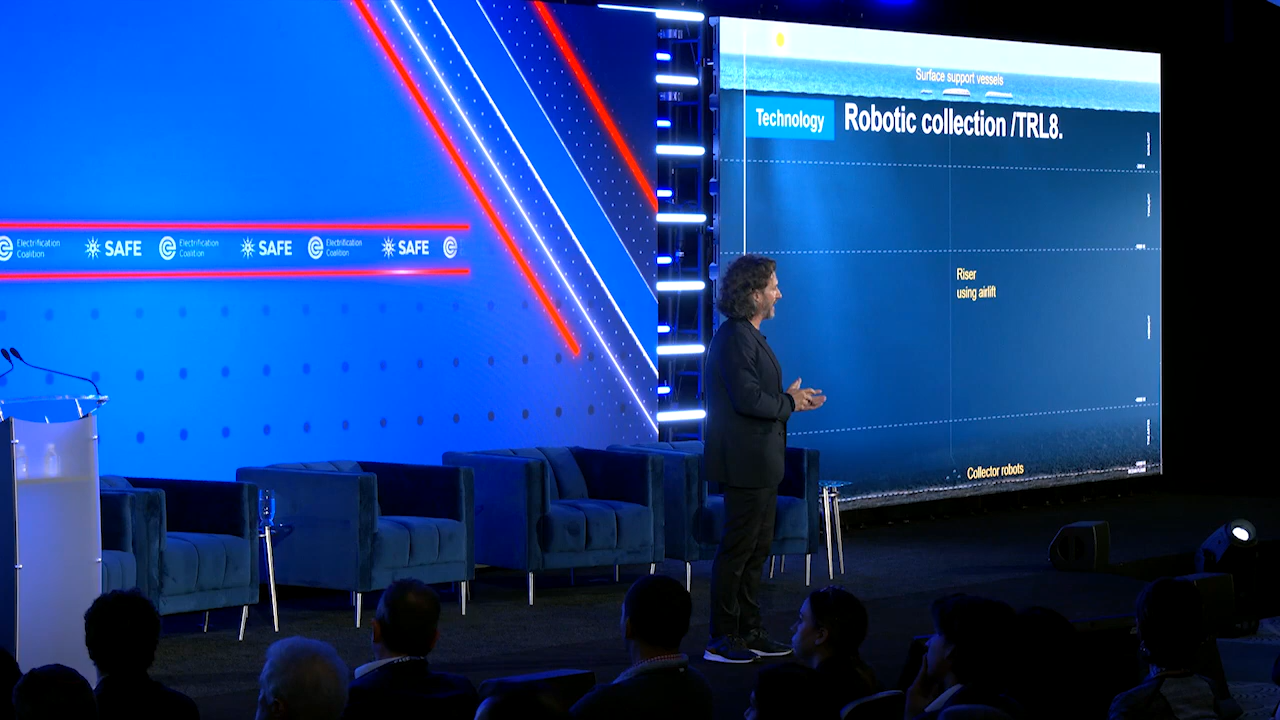 Surface support vessels
Technology
Robotic collection /TRL8.
Electrification
Coalition
SAFE
Electrification
Coalition
SAFE
Electrification
Coalition
SAFE
Riser
using airlift
Collector robots